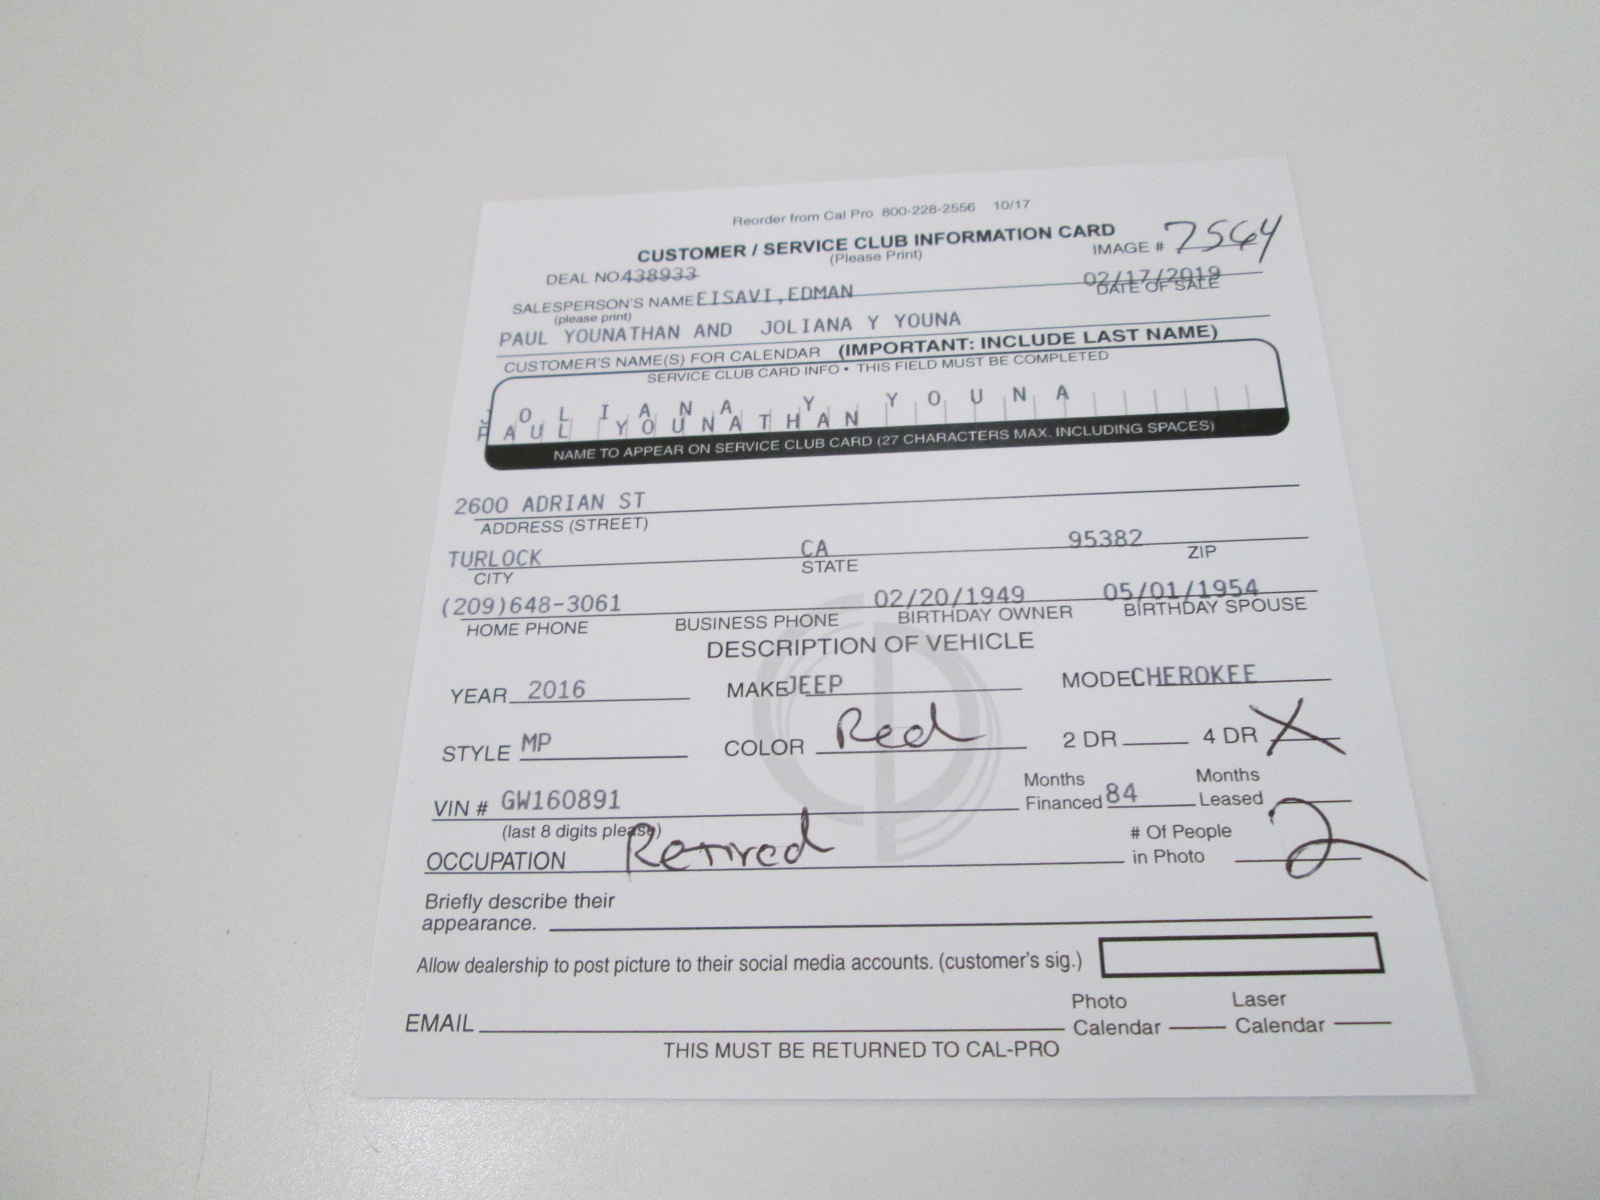 Reorder from Cal Pro 800-228-2556 10/17
CUSTOMER / SERVICE CLUB INFORMATION CARD
(Please Print)
IMAGE # 7564
DEAL NO.438933
02/17/2019
DATE OF SALE
SALESPERSON'S NAME EISAVI,EDMAN
(please print)
PAUL YOUNATHAN AND JOLIANA Y YOUNA
CUSTOMER'S NAME(S) FOR CALENDAR (IMPORTANT: INCLUDE LAST NAME)
SERVICE CLUB CARD INFO • THIS FIELD MUST BE COMPLETED
JOLIANA Y YOUNA
PAUL YOUNATHAN
NAME TO APPEAR ON SERVICE CLUB CARD (27 CHARACTERS MAX. INCLUDING SPACES)
2600 ADRIAN ST
ADDRESS (STREET)
TURLOCK CA 95382
CITY STATE ZIP
(209)648-3061 02/20/1949 05/01/1954
HOME PHONE BUSINESS PHONE BIRTHDAY OWNER BIRTHDAY SPOUSE
DESCRIPTION OF VEHICLE
YEAR 2016 MAKE JEEP MODE CHEROKEE
STYLE MP COLOR Red 2 DR 4 DR X
VIN # GW160891 Months Financed 84 Months Leased
(last 8 digits please)
OCCUPATION Retired # Of People in Photo 2
Briefly describe their
appearance.
Allow dealership to post picture to their social media accounts. (customer's sig.)
EMAIL Photo Calendar Laser Calendar
THIS MUST BE RETURNED TO CAL-PRO